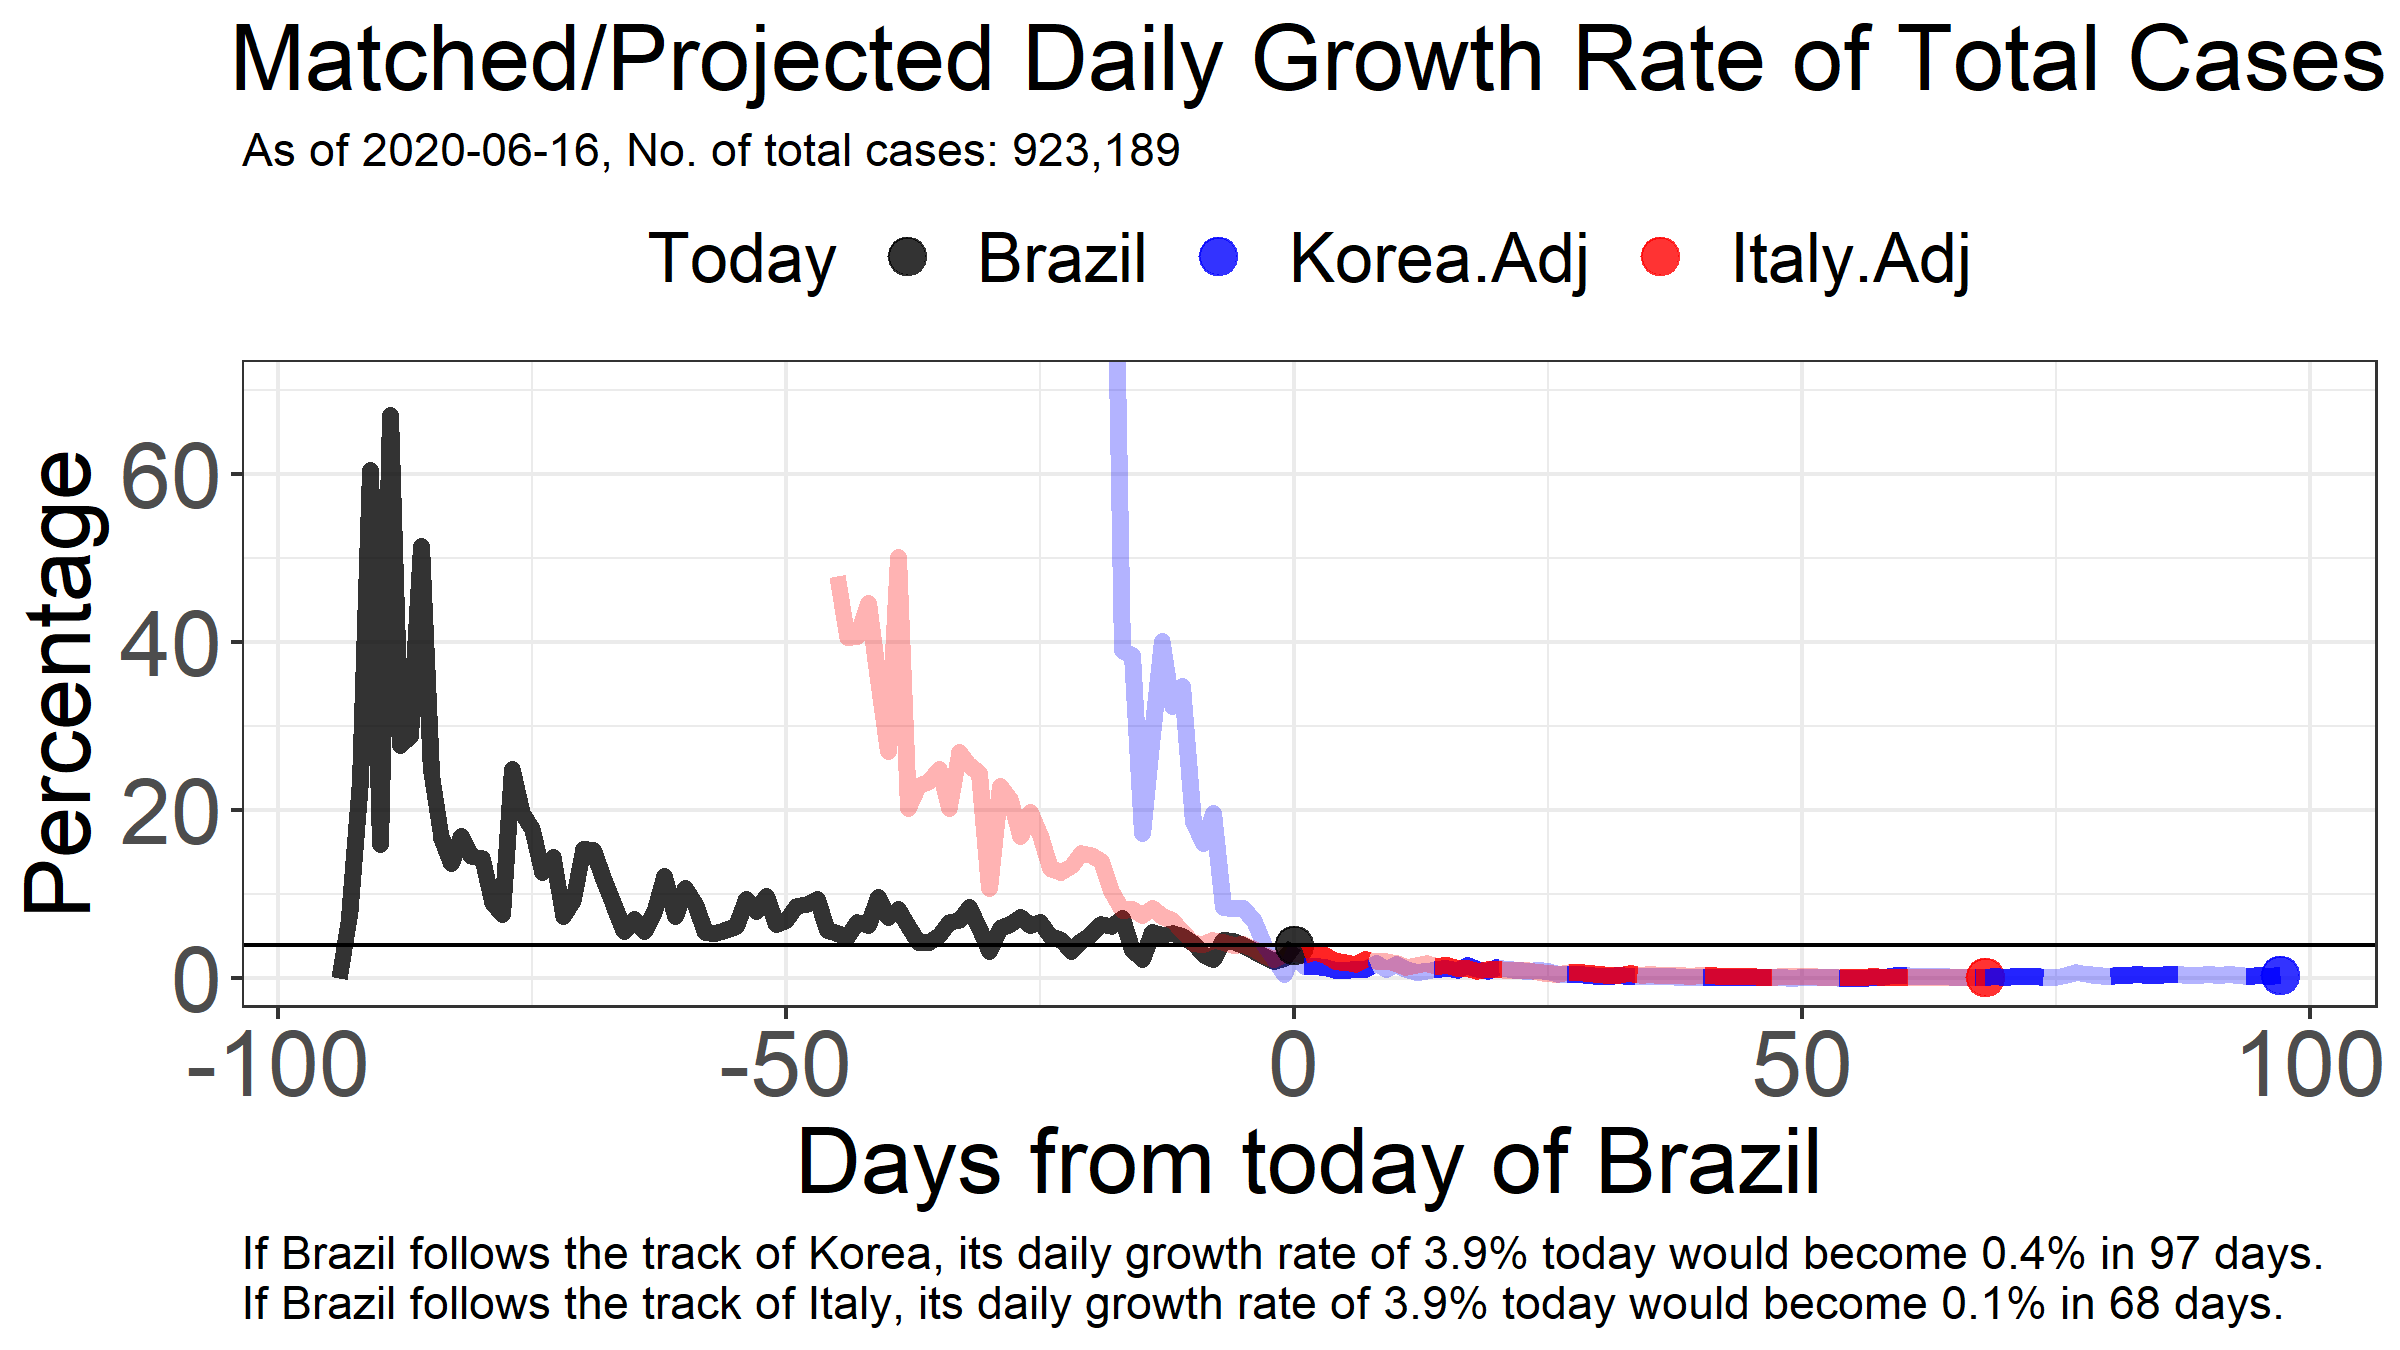 Matched/Projected Daily Growth Rate of Total Cases
As of 2020-06-16, No. of total cases: 923,189
Today Brazil Korea.Adj Italy.Adj
Percentage
60
40
20
0
-100 -50 0 50 100
Days from today of Brazil
If Brazil follows the track of Korea, its daily growth rate of 3.9% today would become 0.4% in 97 days.
If Brazil follows the track of Italy, its daily growth rate of 3.9% today would become 0.1% in 68 days.